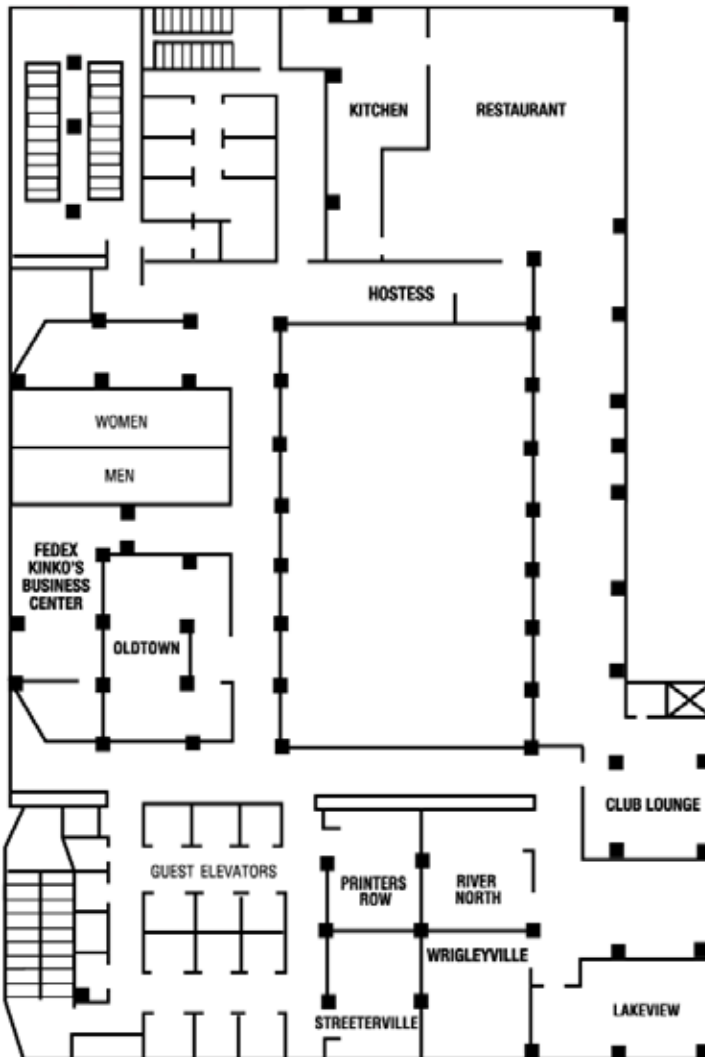 KITCHEN
RESTAURANT
HOSTESS
WOMEN
MEN
FEDEX
KINKO'S
BUSINESS
CENTER
OLDTOWN
CLUB LOUNGE
GUEST ELEVATORS
PRINTERS
ROW
RIVER
NORTH
WRIGLEYVILLE
STREETERVILLE
LAKEVIEW